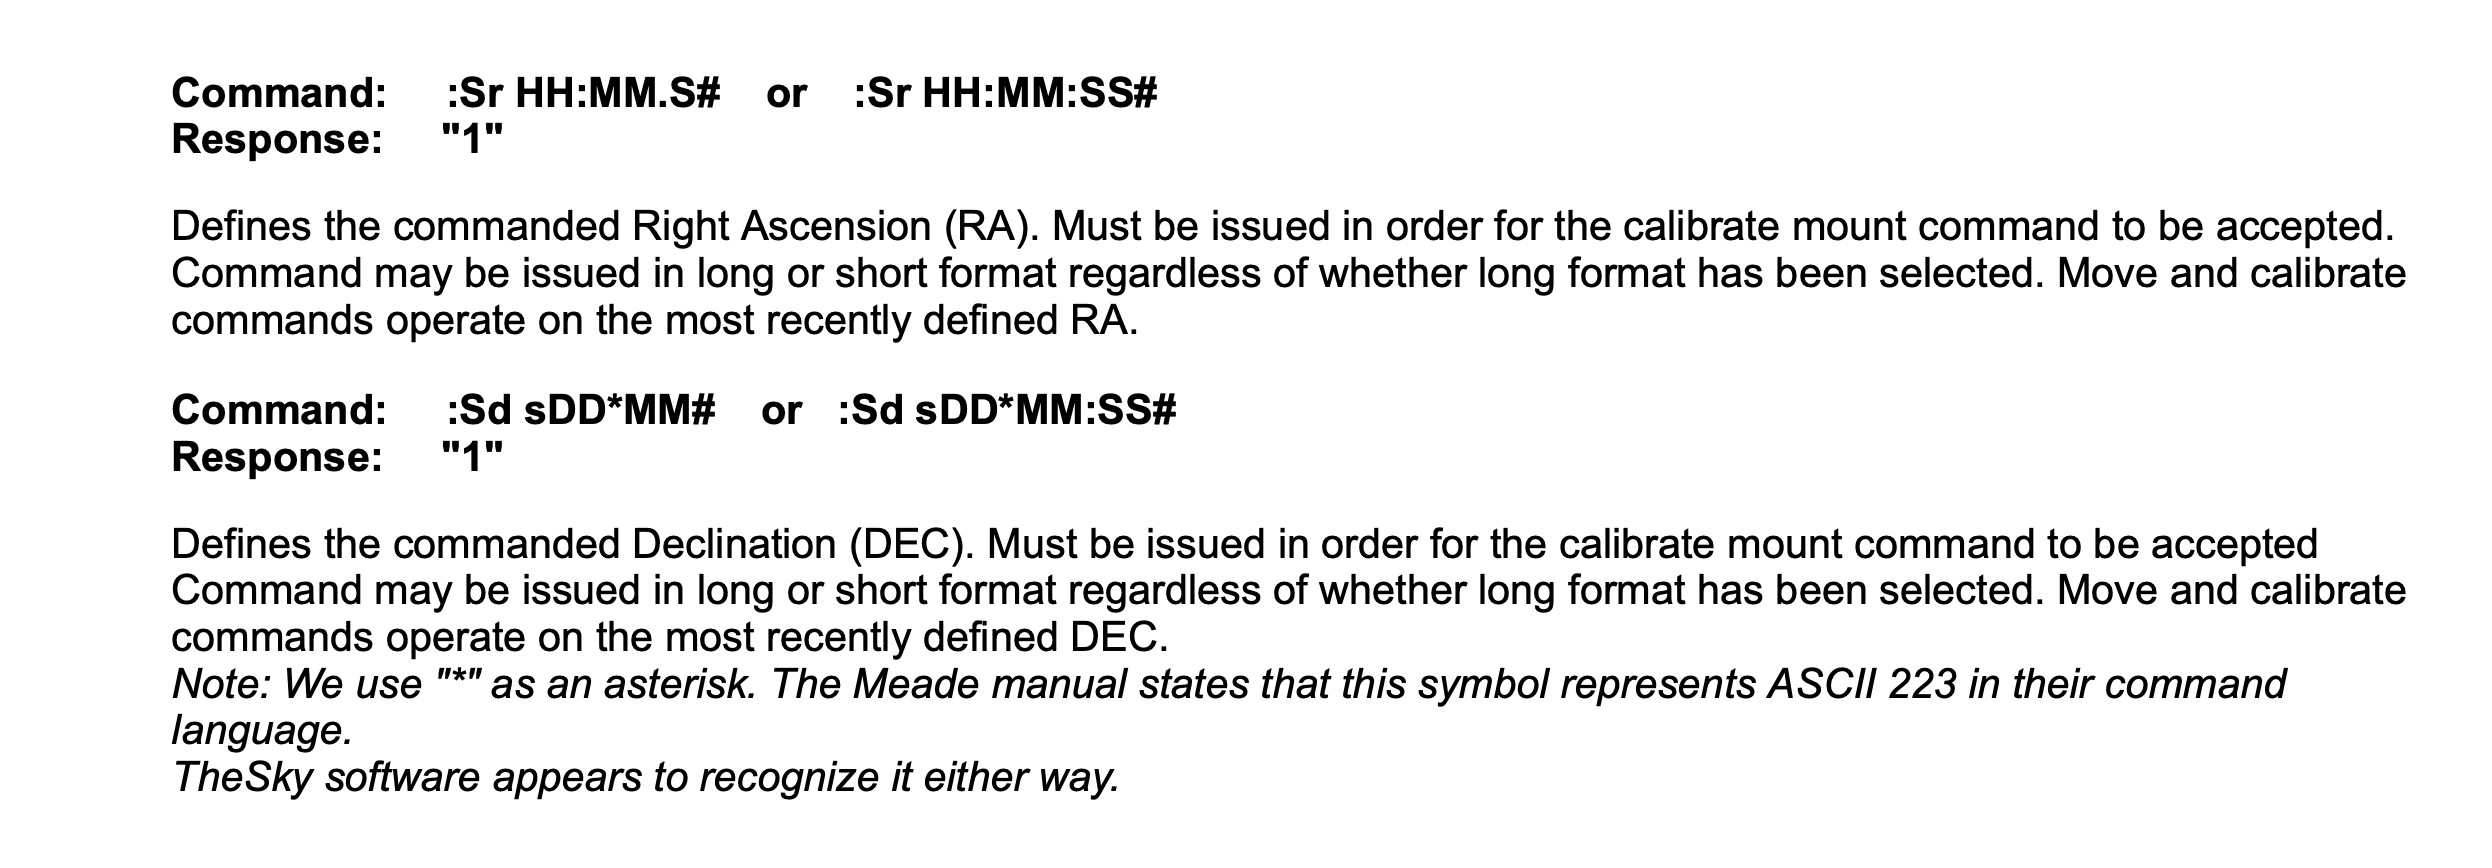 Command: :Sr HH:MM.S# or :Sr HH:MM:SS#
Response: "1"
Defines the commanded Right Ascension (RA). Must be issued in order for the calibrate mount command to be accepted.
Command may be issued in long or short format regardless of whether long format has been selected. Move and calibrate
commands operate on the most recently defined RA.
Command: :Sd sDD*MM# or :Sd sDD*MM:SS#
Response: "1"
Defines the commanded Declination (DEC). Must be issued in order for the calibrate mount command to be accepted
Command may be issued in long or short format regardless of whether long format has been selected. Move and calibrate
commands operate on the most recently defined DEC.
Note: We use "*" as an asterisk. The Meade manual states that this symbol represents ASCII 223 in their command
language.
TheSky software appears to recognize it either way.